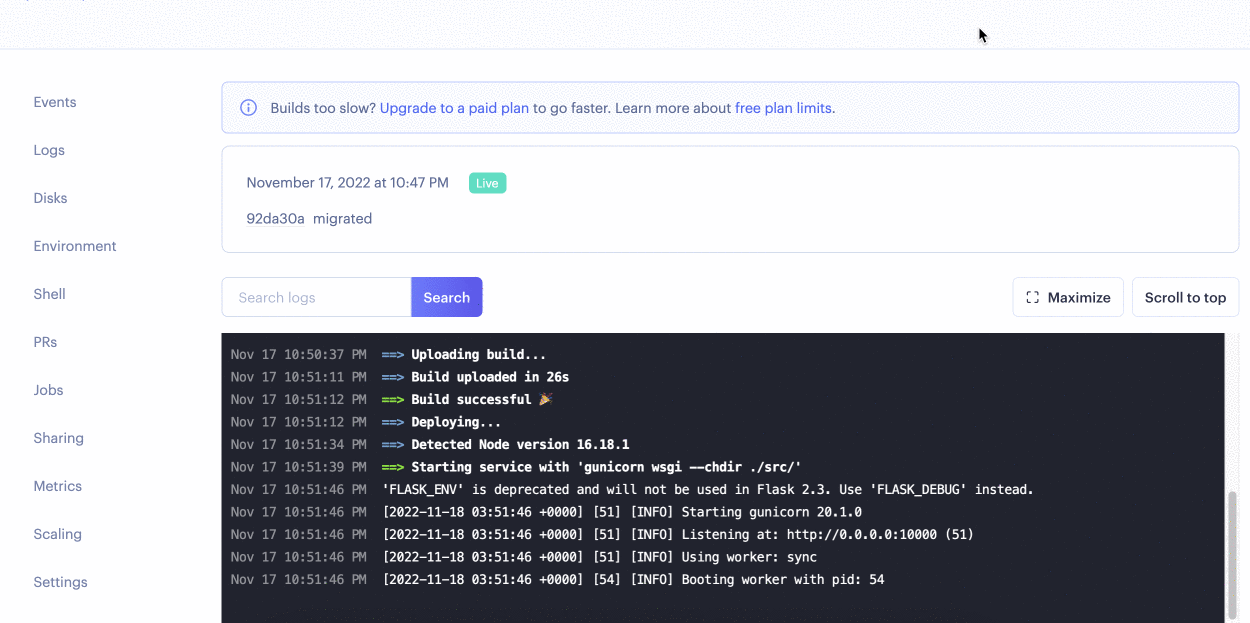 Events
Logs
Disks
Environment
Shell
PRs
Jobs
Sharing
Metrics
Scaling
Settings
Builds too slow? Upgrade to a paid plan to go faster. Learn more about free plan limits.
November 17, 2022 at 10:47 PM Live
92da30a migrated
Search logs Search Maximize Scroll to top
Nov 17 10:50:37 PM ==> Uploading build...
Nov 17 10:51:11 PM ==> Build uploaded in 26s
Nov 17 10:51:12 PM ==> Build successful 🎉
Nov 17 10:51:12 PM ==> Deploying...
Nov 17 10:51:34 PM ==> Detected Node version 16.18.1
Nov 17 10:51:39 PM ==> Starting service with 'gunicorn wsgi --chdir ./src/'
Nov 17 10:51:46 PM 'FLASK_ENV' is deprecated and will not be used in Flask 2.3. Use 'FLASK_DEBUG' instead.
Nov 17 10:51:46 PM [2022-11-18 03:51:46 +0000] [51] [INFO] Starting gunicorn 20.1.0
Nov 17 10:51:46 PM [2022-11-18 03:51:46 +0000] [51] [INFO] Listening at: http://0.0.0.0:10000 (51)
Nov 17 10:51:46 PM [2022-11-18 03:51:46 +0000] [51] [INFO] Using worker: sync
Nov 17 10:51:46 PM [2022-11-18 03:51:46 +0000] [54] [INFO] Booting worker with pid: 54